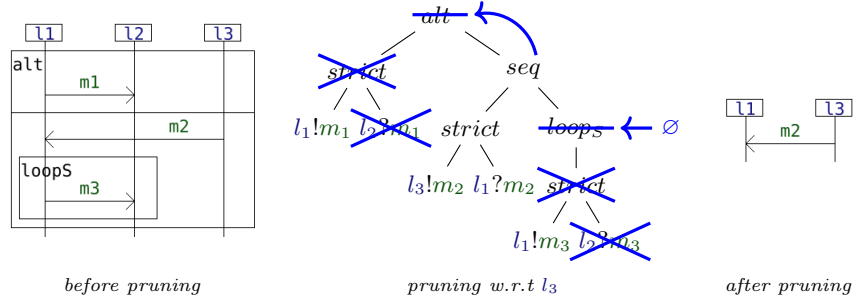 l1 l2 l3
alt
m1
m2
loopS
m3
before pruning
alt
strict seq
l₁!m₁ l₂?m₁ strict loopS ∅
l₃!m₂ l₁?m₂ strict
l₁!m₃ l₂?m₃
pruning w.r.t l₃
l1 l3
m2
after pruning